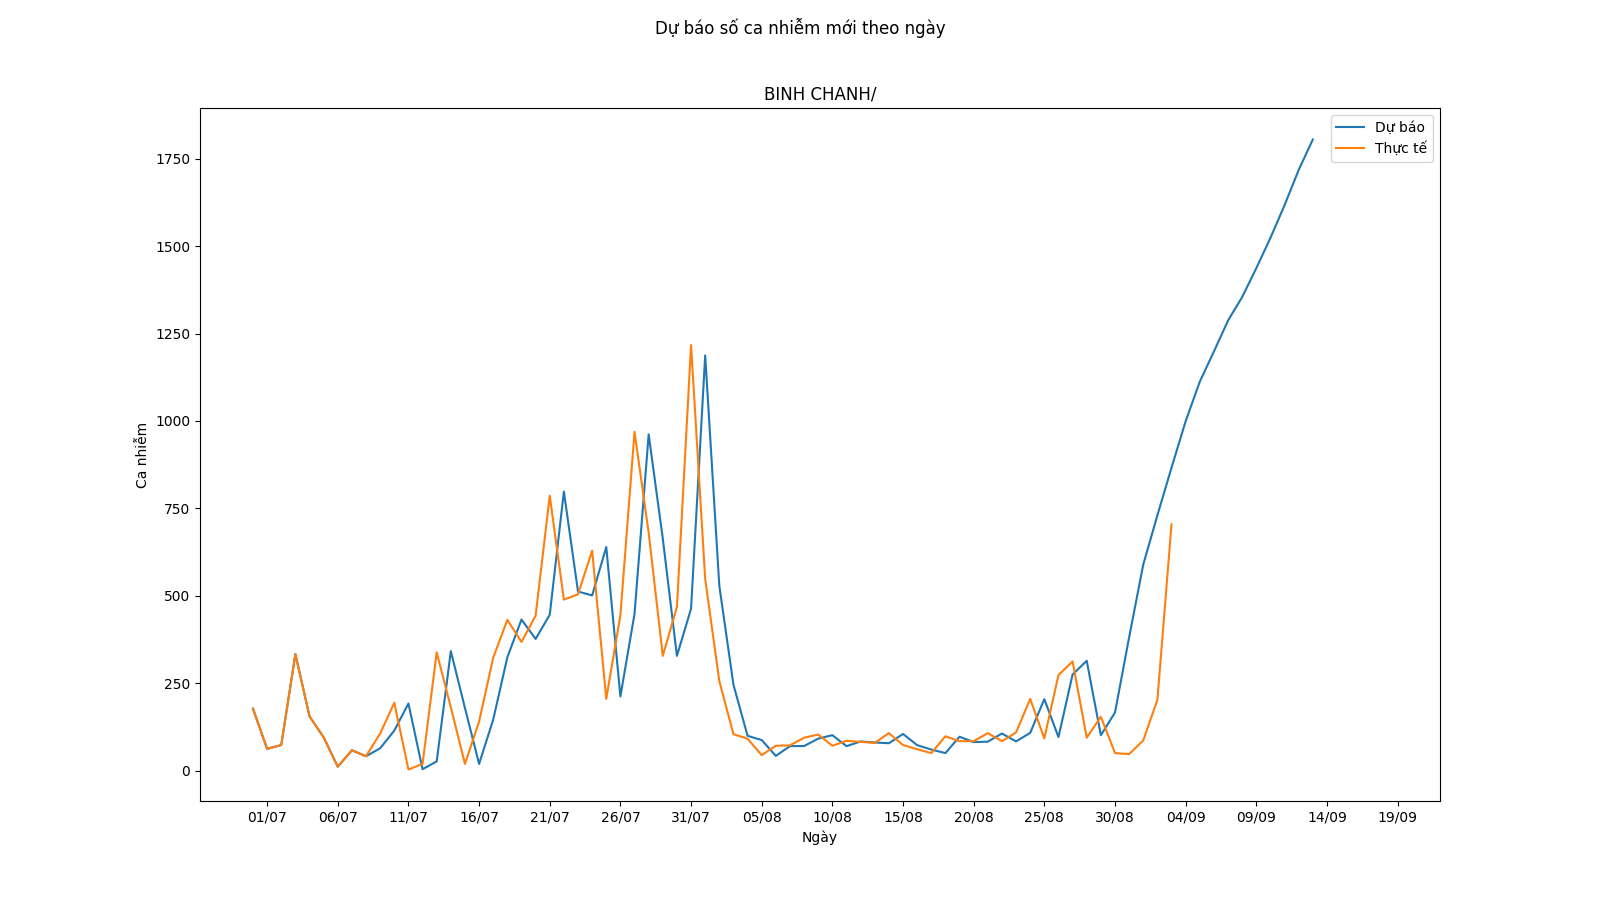 Dự báo số ca nhiễm mới theo ngày
BINH CHANH/
Dự báo
Thực tế
1750
1500
1250
1000
750
500
250
0
Ca nhiễm
01/07 06/07 11/07 16/07 21/07 26/07 31/07 05/08 10/08 15/08 20/08 25/08 30/08 04/09 09/09 14/09 19/09
Ngày